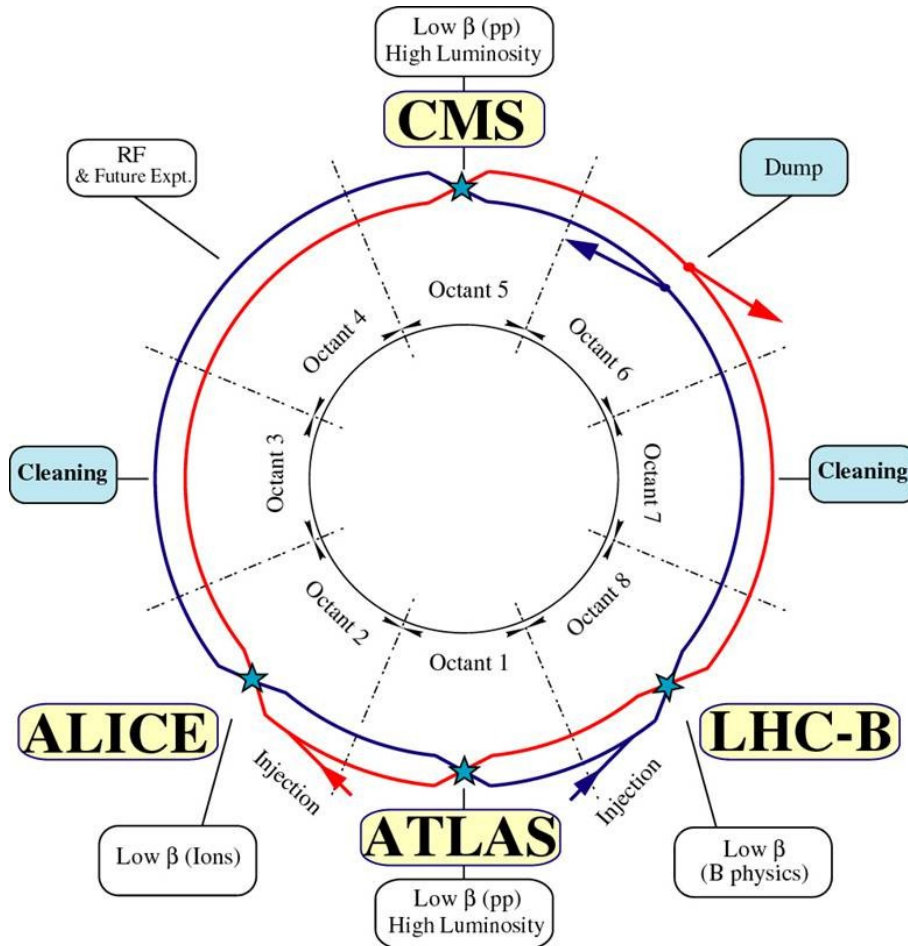 Low β (pp)
High Luminosity
CMS
RF
& Future Expt.
Dump
Octant 5
Octant 4
Octant 6
Cleaning
Octant 3
Octant 7
Cleaning
Octant 2
Octant 8
Octant 1
ALICE
LHC-B
Injection
Injection
ATLAS
Low β (Ions)
Low β
(B physics)
Low β (pp)
High Luminosity